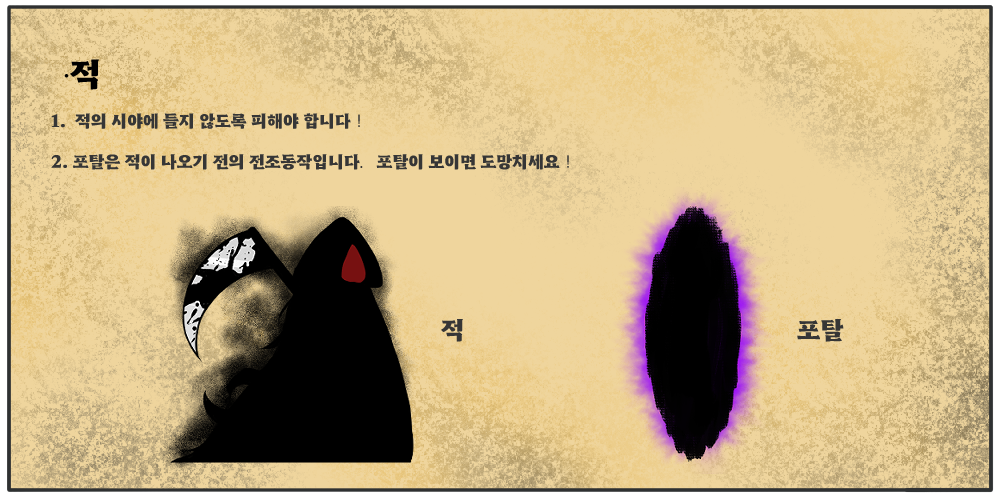 ·적
1. 적의 시야에 들지 않도록 피해야 합니다 !
2. 포탈은 적이 나오기 전의 전조동작입니다. 포탈이 보이면 도망치세요 !
적
포탈